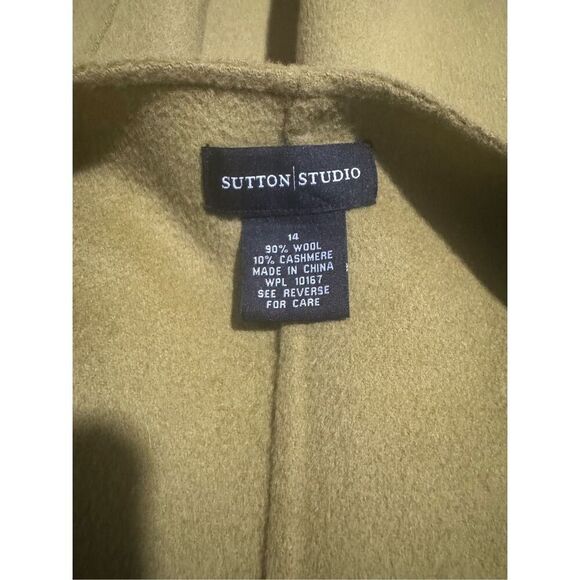 SUTTON|STUDIO
14
90% WOOL
10% CASHMERE
MADE IN CHINA
WPL 10167
SEE REVERSE
FOR CARE